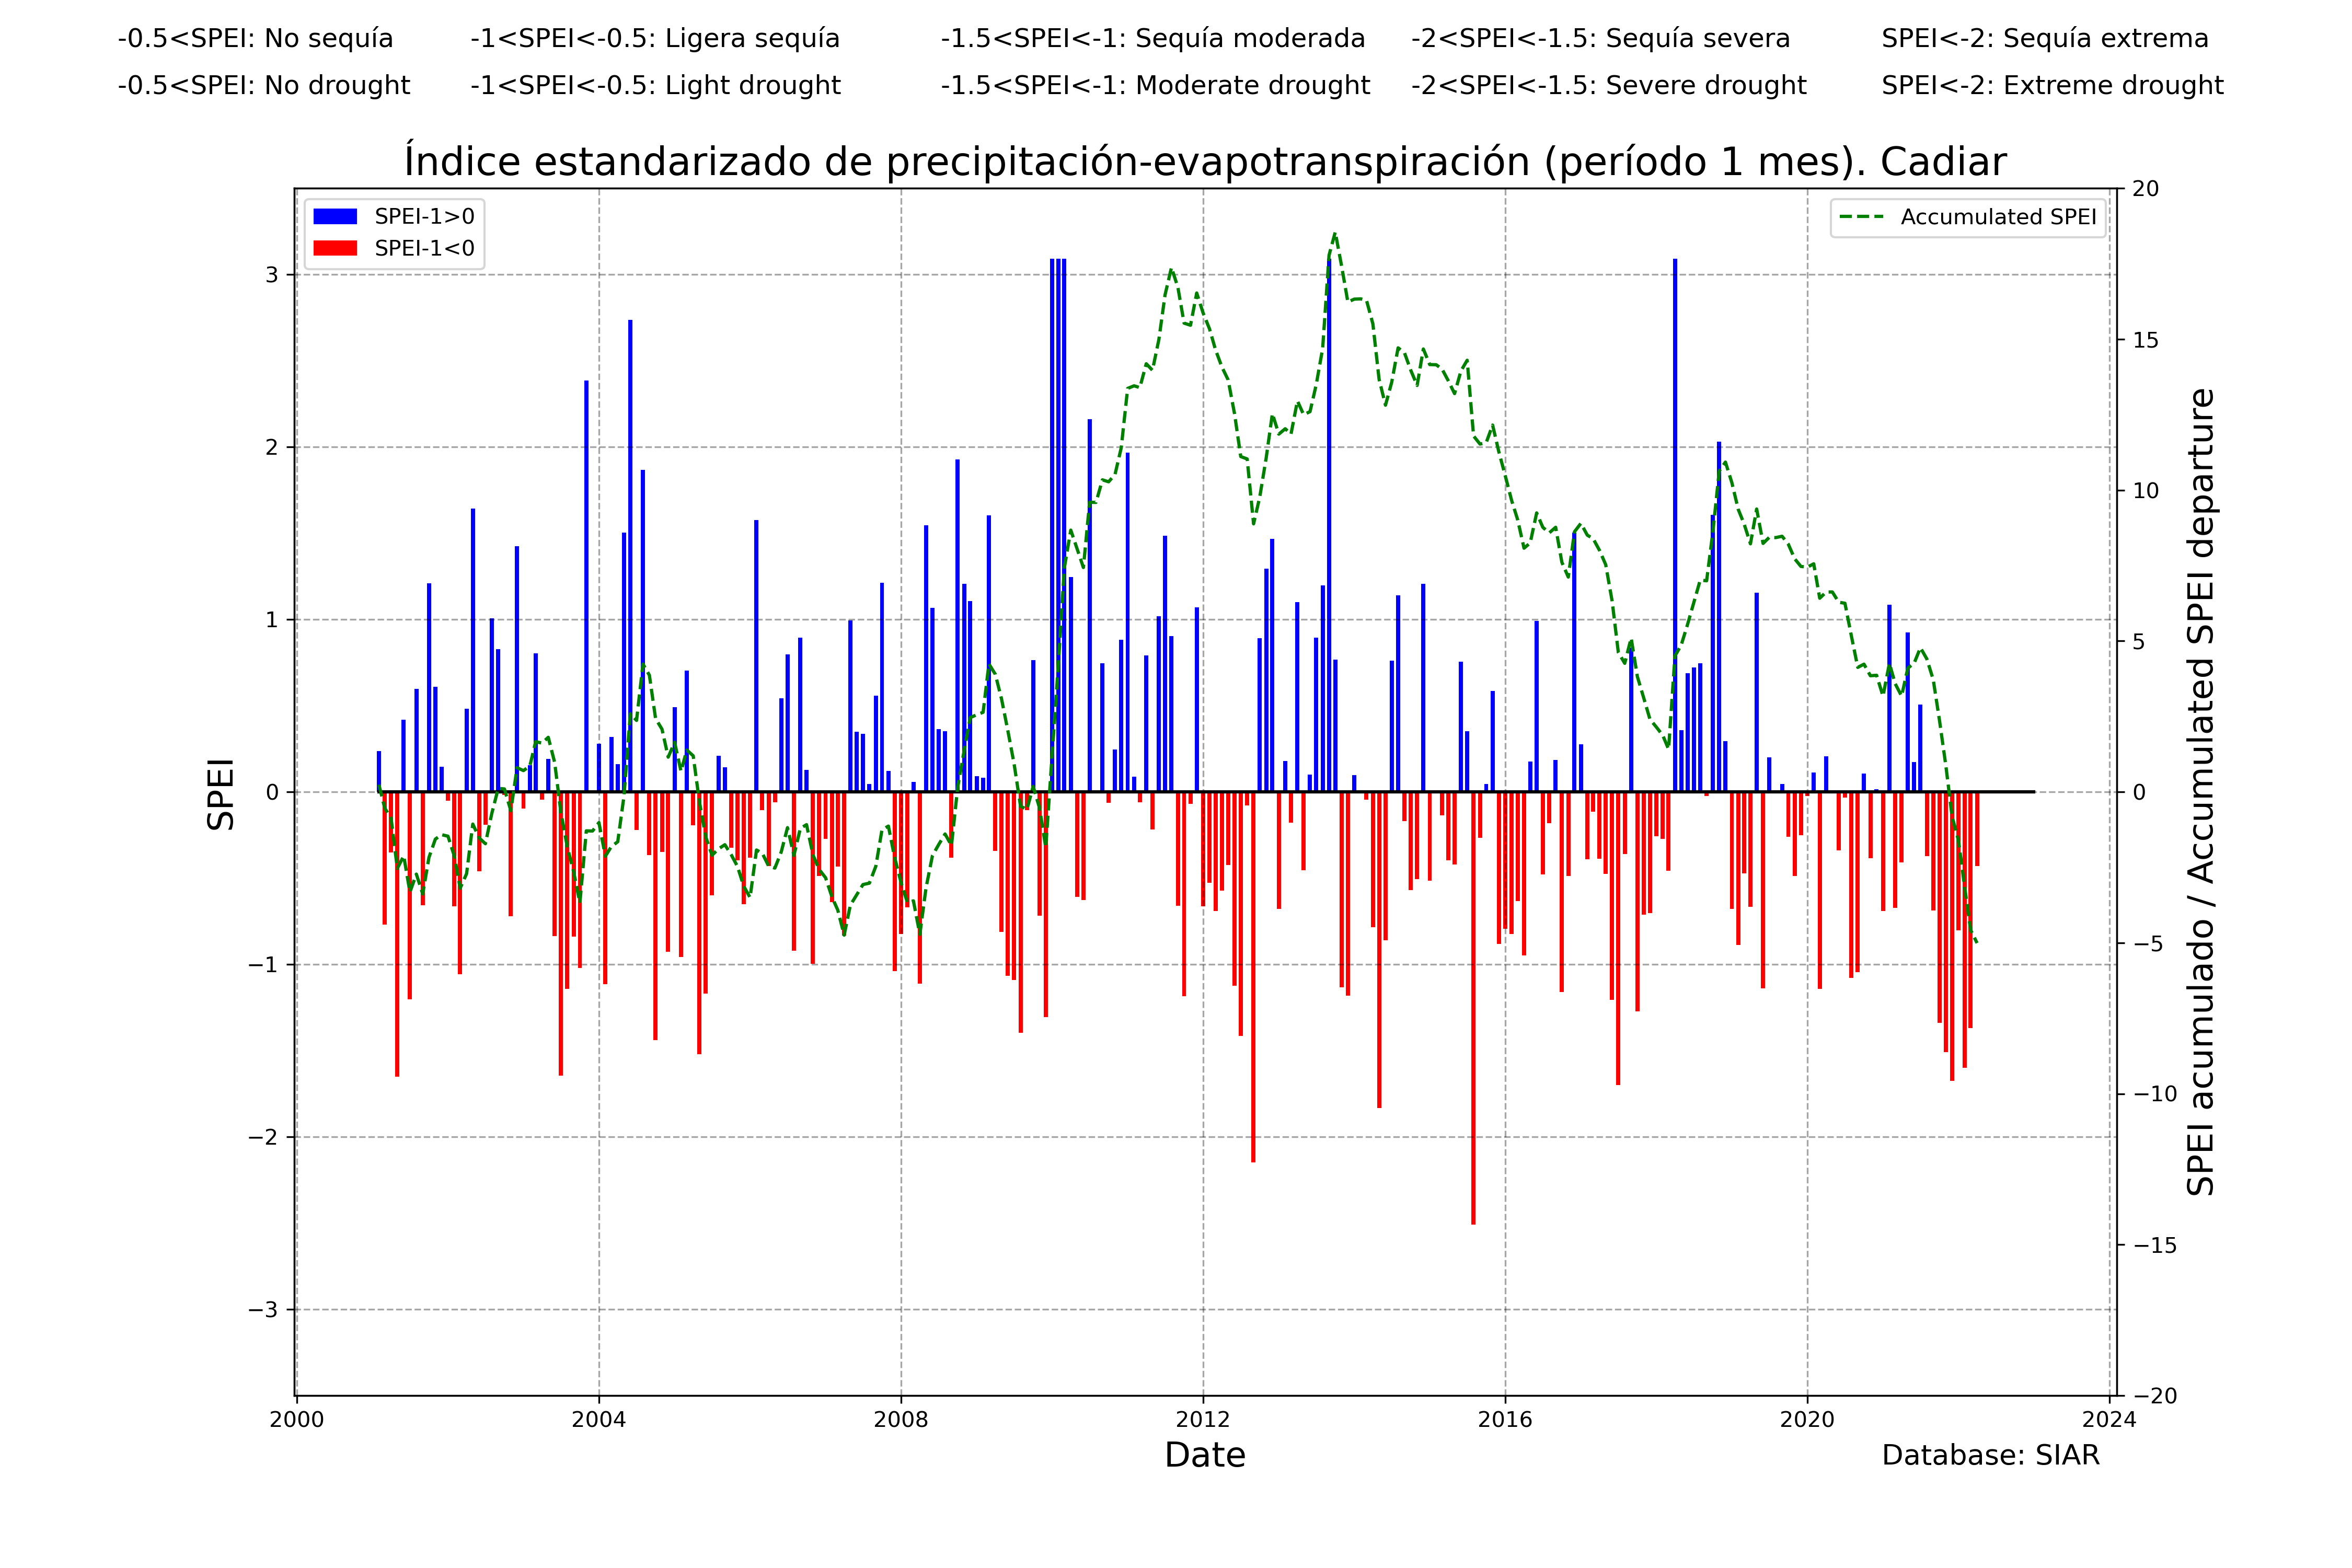 -0.5<SPEI: No sequía -1<SPEI<-0.5: Ligera sequía -1.5<SPEI<-1: Sequía moderada -2<SPEI<-1.5: Sequía severa SPEI<-2: Sequía extrema
-0.5<SPEI: No drought -1<SPEI<-0.5: Light drought -1.5<SPEI<-1: Moderate drought -2<SPEI<-1.5: Severe drought SPEI<-2: Extreme drought
Índice estandarizado de precipitación-evapotranspiración (período 1 mes). Cadiar
SPEI-1>0
SPEI-1<0
Accumulated SPEI
SPEI
3
2
1
0
−1
−2
−3
20
15
10
5
0
−5
−10
−15
−20
SPEI acumulado / Accumulated SPEI departure
2000 2004 2008 2012 2016 2020 2024
Date
Database: SIAR